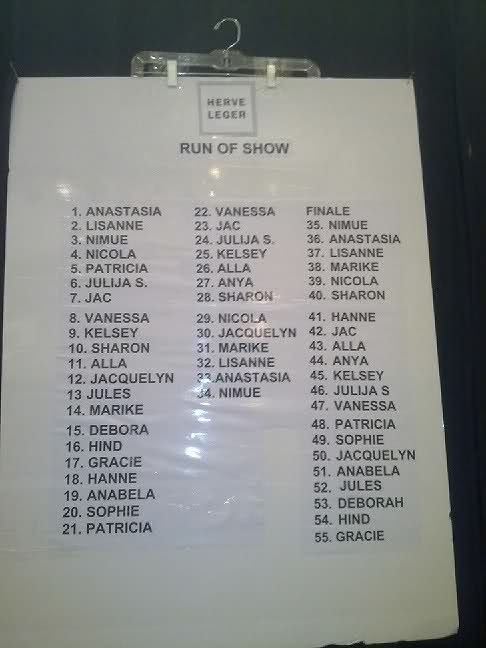 HERVE
LEGER
RUN OF SHOW
1. ANASTASIA
2. LISANNE
3. NIMUE
4. NICOLA
5. PATRICIA
6. JULIJA S.
7. JAC
8. VANESSA
9. KELSEY
10. SHARON
11. ALLA
12. JACQUELYN
13 JULES
14. MARIKE
15. DEBORA
16. HIND
17. GRACIE
18. HANNE
19. ANABELA
20. SOPHIE
21. PATRICIA
22. VANESSA
23. JAC
24. JULIJA S.
25. KELSEY
26. ALLA
27. ANYA
28. SHARON
29. NICOLA
30. JACQUELYN
31. MARIKE
32. LISANNE
33.ANASTASIA
34. NIMUE
FINALE
35. NIMUE
36. ANASTASIA
37. LISANNE
38. MARIKE
39. NICOLA
40. SHARON
41. HANNE
42. JAC
43. ALLA
44. ANYA
45. KELSEY
46. JULIJA S
47. VANESSA
48. PATRICIA
49. SOPHIE
50. JACQUELYN
51. ANABELA
52. JULES
53. DEBORAH
54. HIND
55. GRACIE